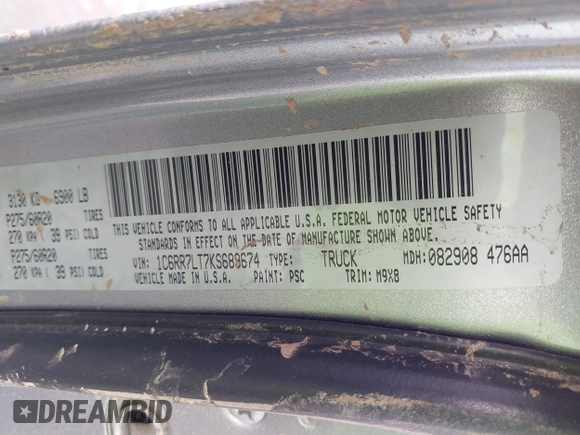 3130 KG 6900 LB
P275/60R20 TIRES
270 KPA ( 39 PSI) COLD
P275/60R20 TIRES
270 KPA ( 39 PSI) COLD
THIS VEHICLE CONFORMS TO ALL APPLICABLE U.S.A. FEDERAL MOTOR VEHICLE SAFETY
STANDARDS IN EFFECT ON THE DATE OF MANUFACTURE SHOWN ABOVE.
VIN: TYPE: TRUCK MDH: 082908 476AA
VEHICLE MADE IN U.S.A. PAINT: PSC TRIM: M9X8
DREAMBID